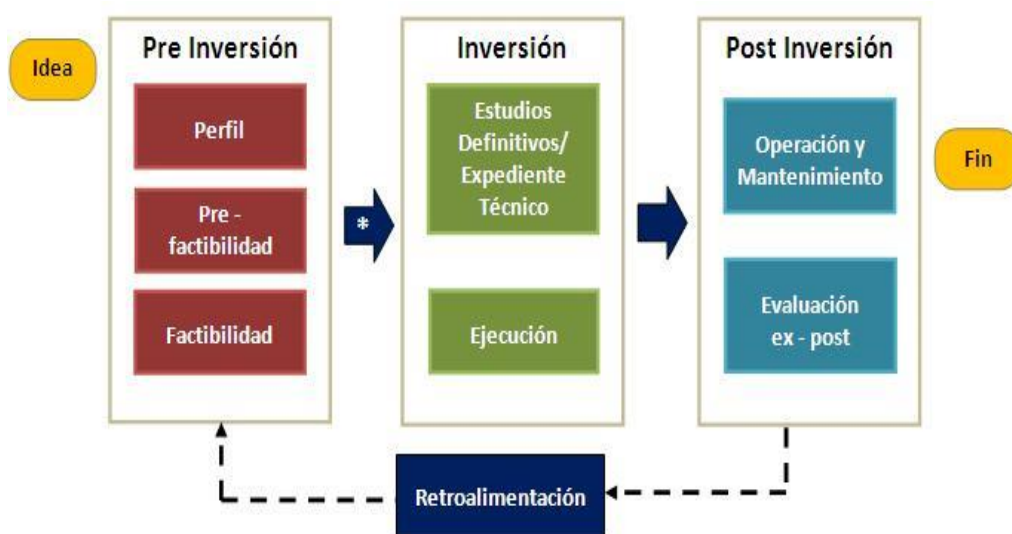 Idea
Pre Inversión
Perfil
Pre -
factibilidad
Factibilidad
*
Inversión
Estudios
Definitivos/
Expediente
Técnico
Ejecución
Post Inversión
Operación y
Mantenimiento
Evaluación
ex - post
Fin
Retroalimentación